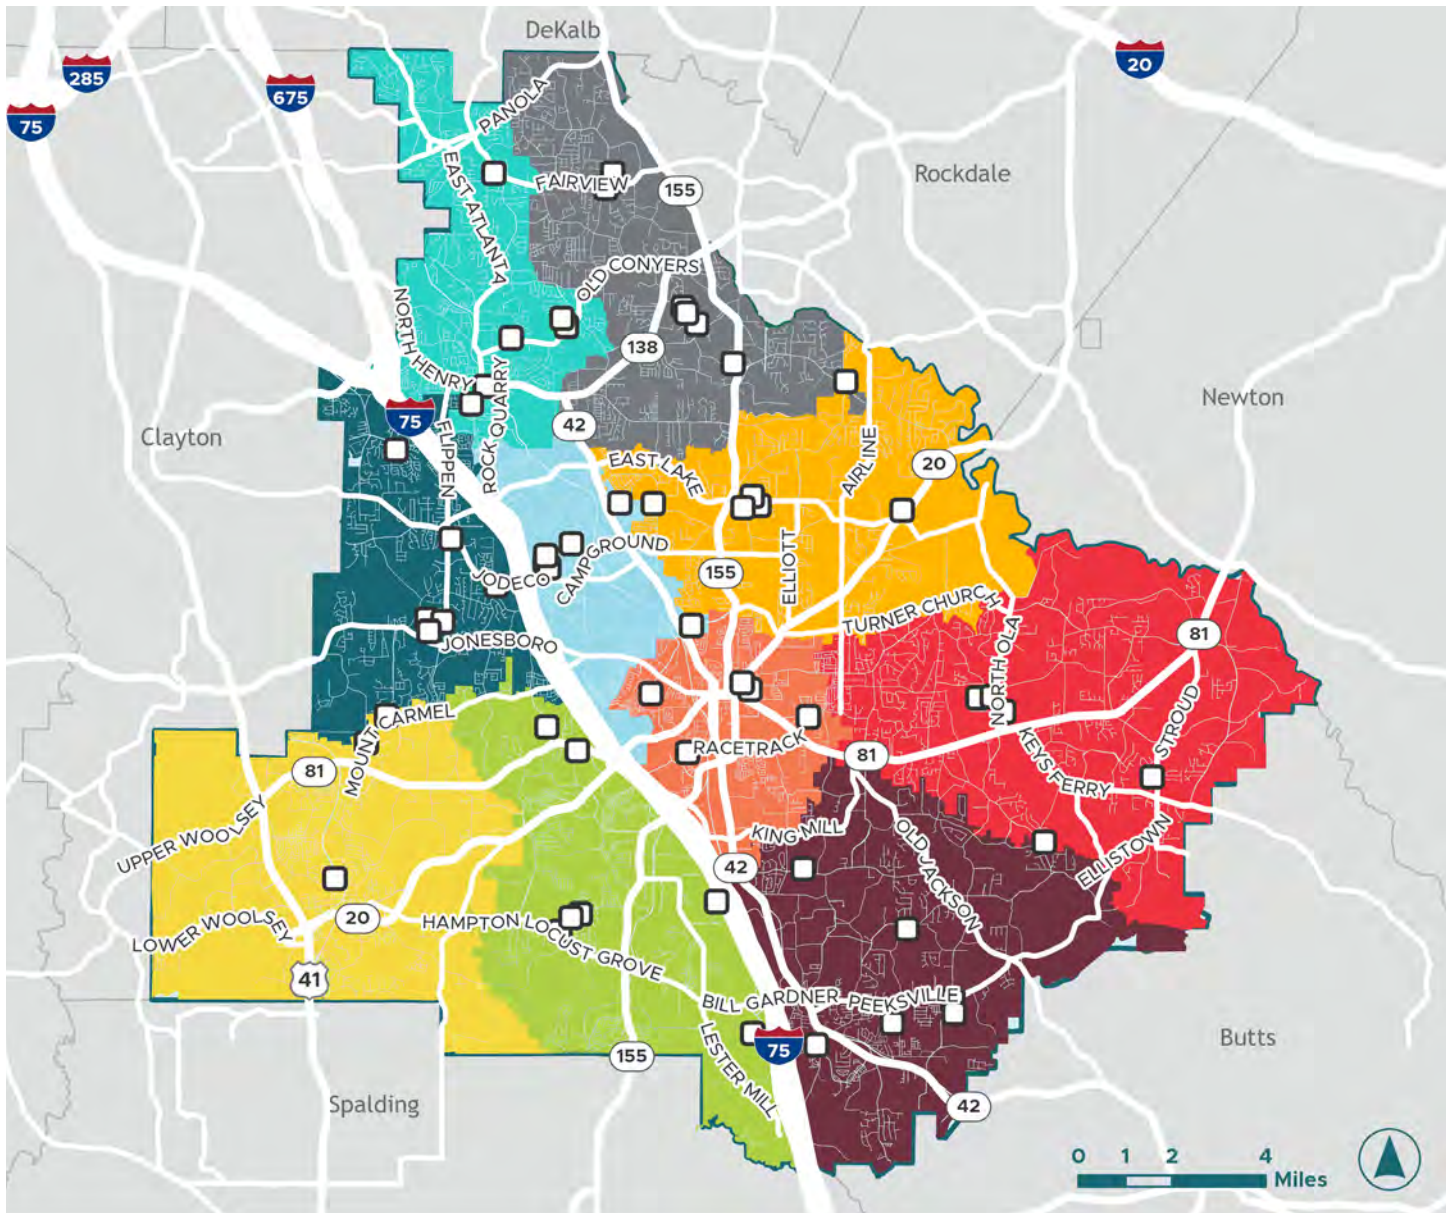 DeKalb
20
285
675
75
PANOLA
EAST ATLANTA
FAIRVIEW
155
Rockdale
OLD CONYERS
NORTH HENRY
138
Newton
75
42
Clayton
FLIPPEN
ROCK QUARRY
EAST LAKE
AIRLINE
20
JODECO
CAMPGROUND
155
ELLIOTT
TURNER CHURCH
NORTH OLA
81
JONESBORO
MOUNT CARMEL
RACETRACK
81
STROUD
81
KEYS FERRY
UPPER WOOLSEY
KING MILL
OLD JACKSON
ELLISTOWN
42
20
LOWER WOOLSEY
HAMPTON LOCUST GROVE
41
BILL GARDNER
PEEKSVILLE
LESTER MILL
75
155
Butts
Spalding
42
0 1 2 4
Miles